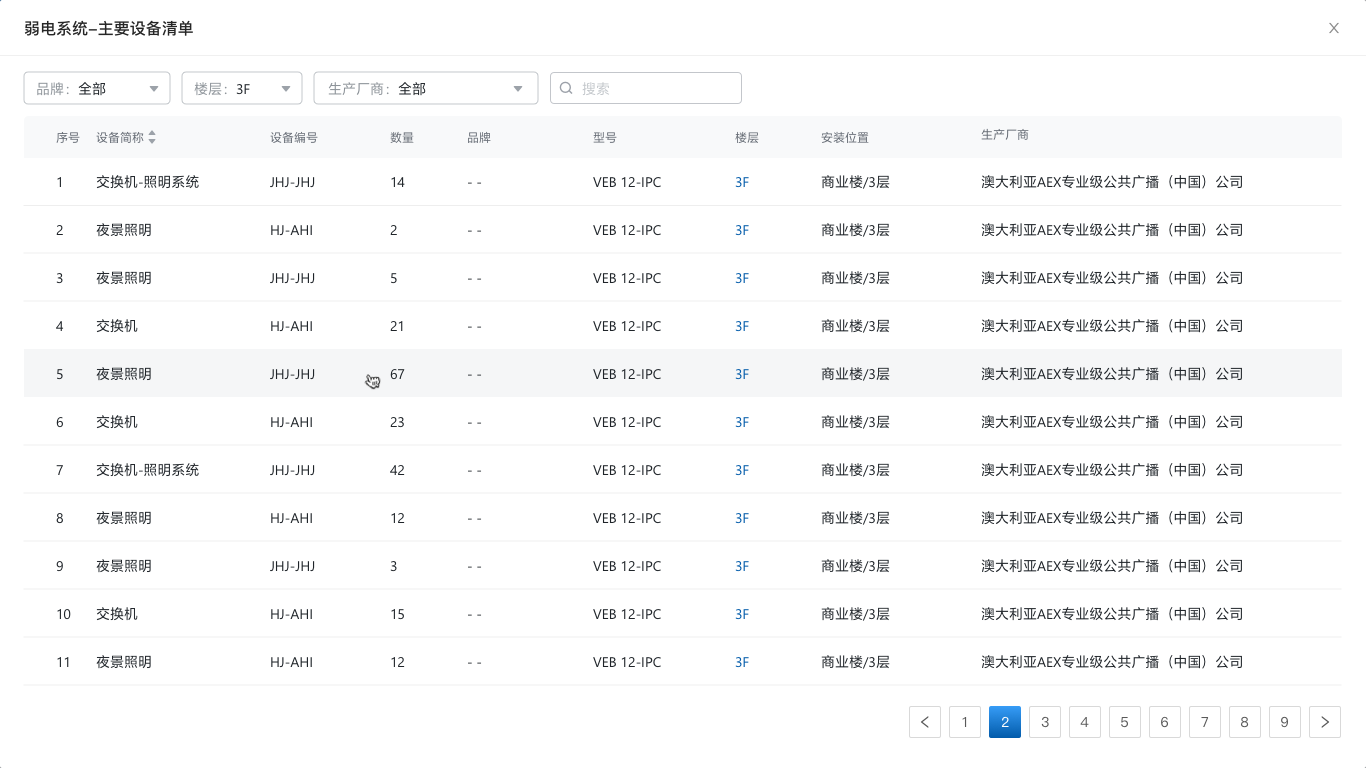 弱电系统–主要设备清单
品牌: 全部 楼层: 3F 生产厂商: 全部 搜索
序号 设备简称 设备编号 数量 品牌 型号 楼层 安装位置 生产厂商
1 交换机-照明系统 JHJ-JHJ 14 - - VEB 12-IPC 3F 商业楼/3层 澳大利亚AEX专业级公共广播（中国）公司
2 夜景照明 HJ-AHI 2 - - VEB 12-IPC 3F 商业楼/3层 澳大利亚AEX专业级公共广播（中国）公司
3 夜景照明 JHJ-JHJ 5 - - VEB 12-IPC 3F 商业楼/3层 澳大利亚AEX专业级公共广播（中国）公司
4 交换机 HJ-AHI 21 - - VEB 12-IPC 3F 商业楼/3层 澳大利亚AEX专业级公共广播（中国）公司
5 夜景照明 JHJ-JHJ 67 - - VEB 12-IPC 3F 商业楼/3层 澳大利亚AEX专业级公共广播（中国）公司
6 交换机 HJ-AHI 23 - - VEB 12-IPC 3F 商业楼/3层 澳大利亚AEX专业级公共广播（中国）公司
7 交换机-照明系统 JHJ-JHJ 42 - - VEB 12-IPC 3F 商业楼/3层 澳大利亚AEX专业级公共广播（中国）公司
8 夜景照明 HJ-AHI 12 - - VEB 12-IPC 3F 商业楼/3层 澳大利亚AEX专业级公共广播（中国）公司
9 夜景照明 JHJ-JHJ 3 - - VEB 12-IPC 3F 商业楼/3层 澳大利亚AEX专业级公共广播（中国）公司
10 交换机 HJ-AHI 15 - - VEB 12-IPC 3F 商业楼/3层 澳大利亚AEX专业级公共广播（中国）公司
11 夜景照明 HJ-AHI 12 - - VEB 12-IPC 3F 商业楼/3层 澳大利亚AEX专业级公共广播（中国）公司
1 2 3 4 5 6 7 8 9